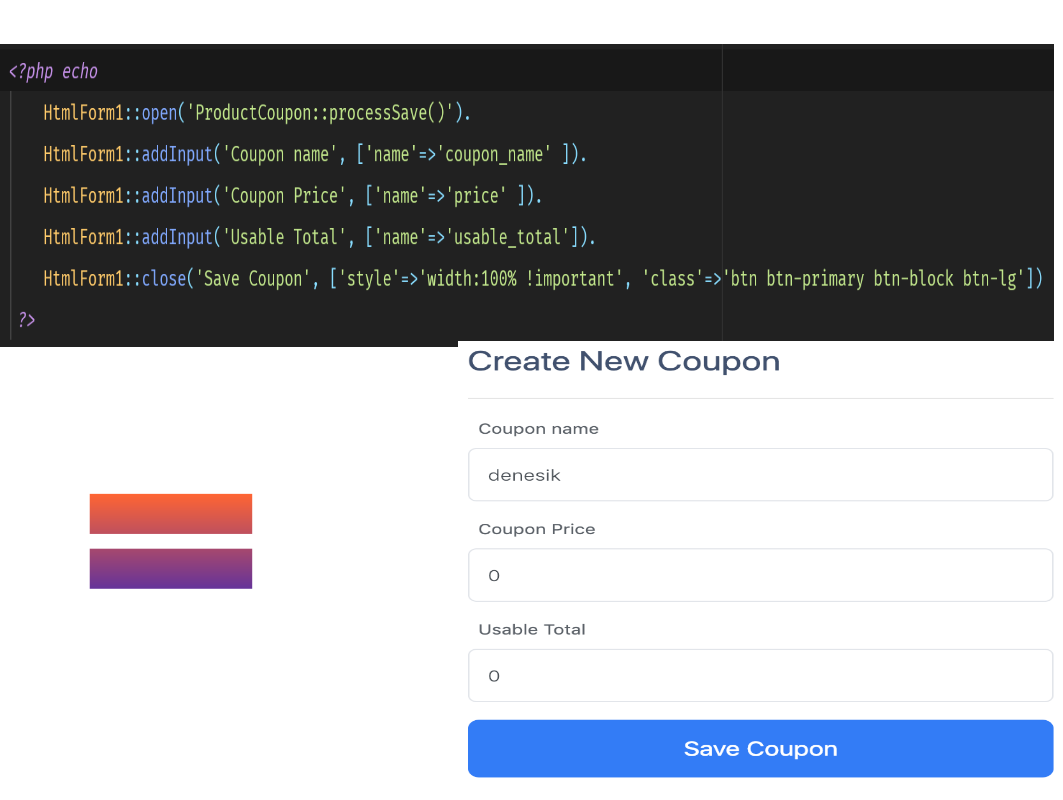 <?php echo
HtmlForm1::open('ProductCoupon::processSave()').
HtmlForm1::addInput('Coupon name', ['name'=>'coupon_name' ]).
HtmlForm1::addInput('Coupon Price', ['name'=>'price' ]).
HtmlForm1::addInput('Usable Total', ['name'=>'usable_total']).
HtmlForm1::close('Save Coupon', ['style'=>'width:100% !important', 'class'=>'btn btn-primary btn-block btn-lg'])
?>
Create New Coupon
Coupon name
denesik
Coupon Price
0
Usable Total
0
Save Coupon